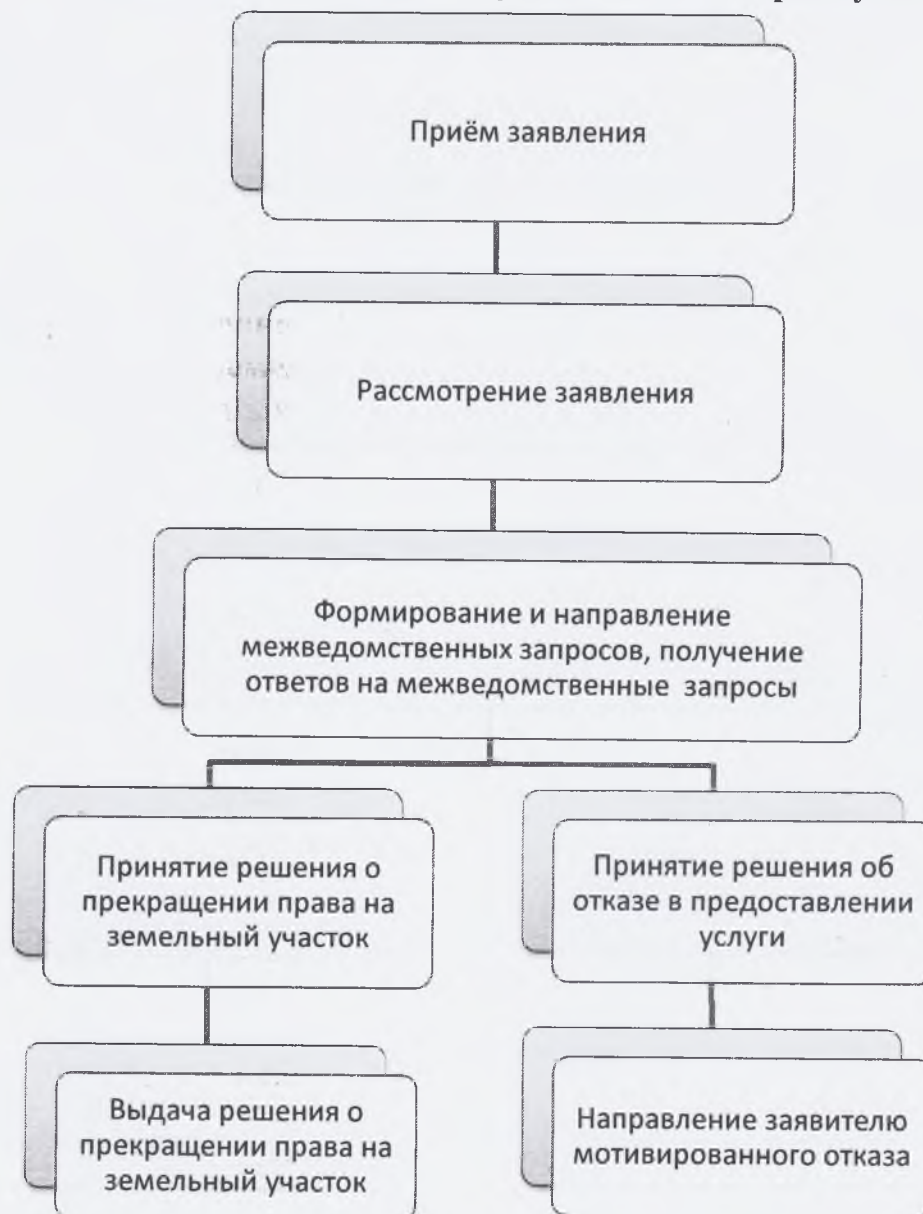 Приём заявления
Рассмотрение заявления
Формирование и направление
межведомственных запросов, получение
ответов на межведомственные запросы
Принятие решения о
прекращении права на
земельный участок
Принятие решения об
отказе в предоставлении
услуги
Выдача решения о
прекращении права на
земельный участок
Направление заявителю
мотивированного отказа